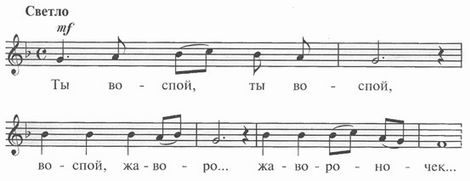 Светло
mf
Ты во - спой, ты во - спой,
во - спой, жа - во - ро... жа - во - ро - но - чек...